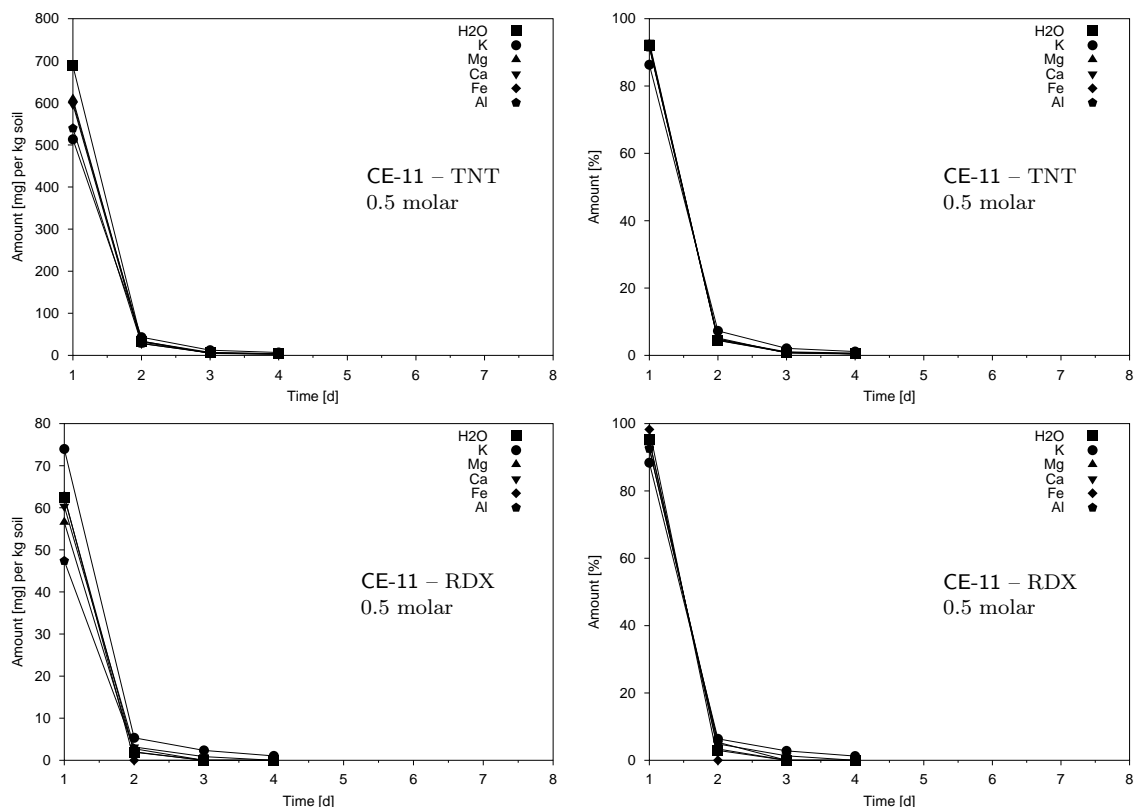 800
700
600
500
400
300
200
100
0
Amount [mg] per kg soil
1 2 3 4 5 6 7 8
Time [d]
H2O
K
Mg
Ca
Fe
Al
CE-11 – TNT
0.5 molar
100
80
60
40
20
0
Amount [%]
1 2 3 4 5 6 7 8
Time [d]
H2O
K
Mg
Ca
Fe
Al
CE-11 – TNT
0.5 molar
80
70
60
50
40
30
20
10
0
Amount [mg] per kg soil
1 2 3 4 5 6 7 8
Time [d]
H2O
K
Mg
Ca
Fe
Al
CE-11 – RDX
0.5 molar
100
80
60
40
20
0
Amount [%]
1 2 3 4 5 6 7 8
Time [d]
H2O
K
Mg
Ca
Fe
Al
CE-11 – RDX
0.5 molar